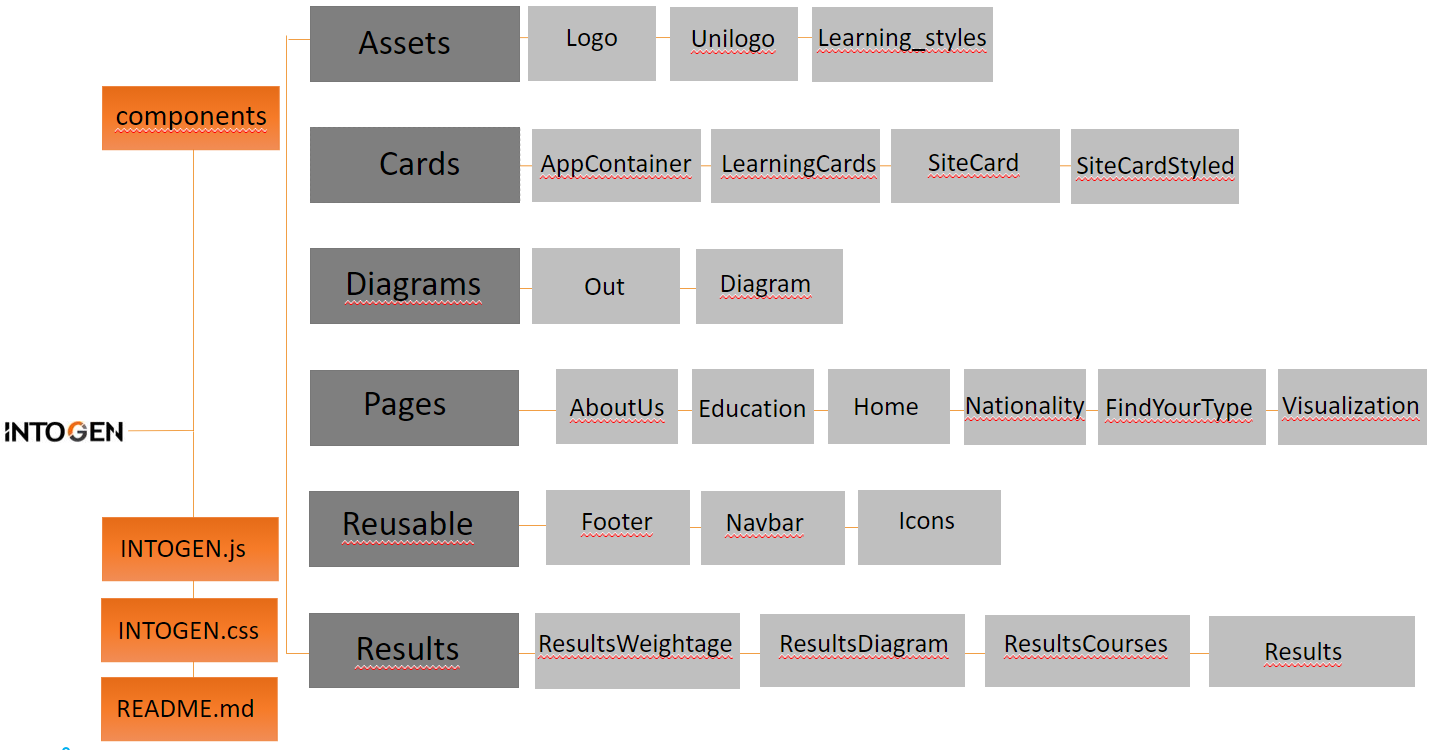 Assets
Logo
Unilogo
Learning_styles
components
Cards
AppContainer
LearningCards
SiteCard
SiteCardStyled
Diagrams
Out
Diagram
Pages
AboutUs
Education
Home
Nationality
FindYourType
Visualization
INTOGEN
Reusable
Footer
Navbar
Icons
INTOGEN.js
INTOGEN.css
Results
ResultsWeightage
ResultsDiagram
ResultsCourses
Results
README.md